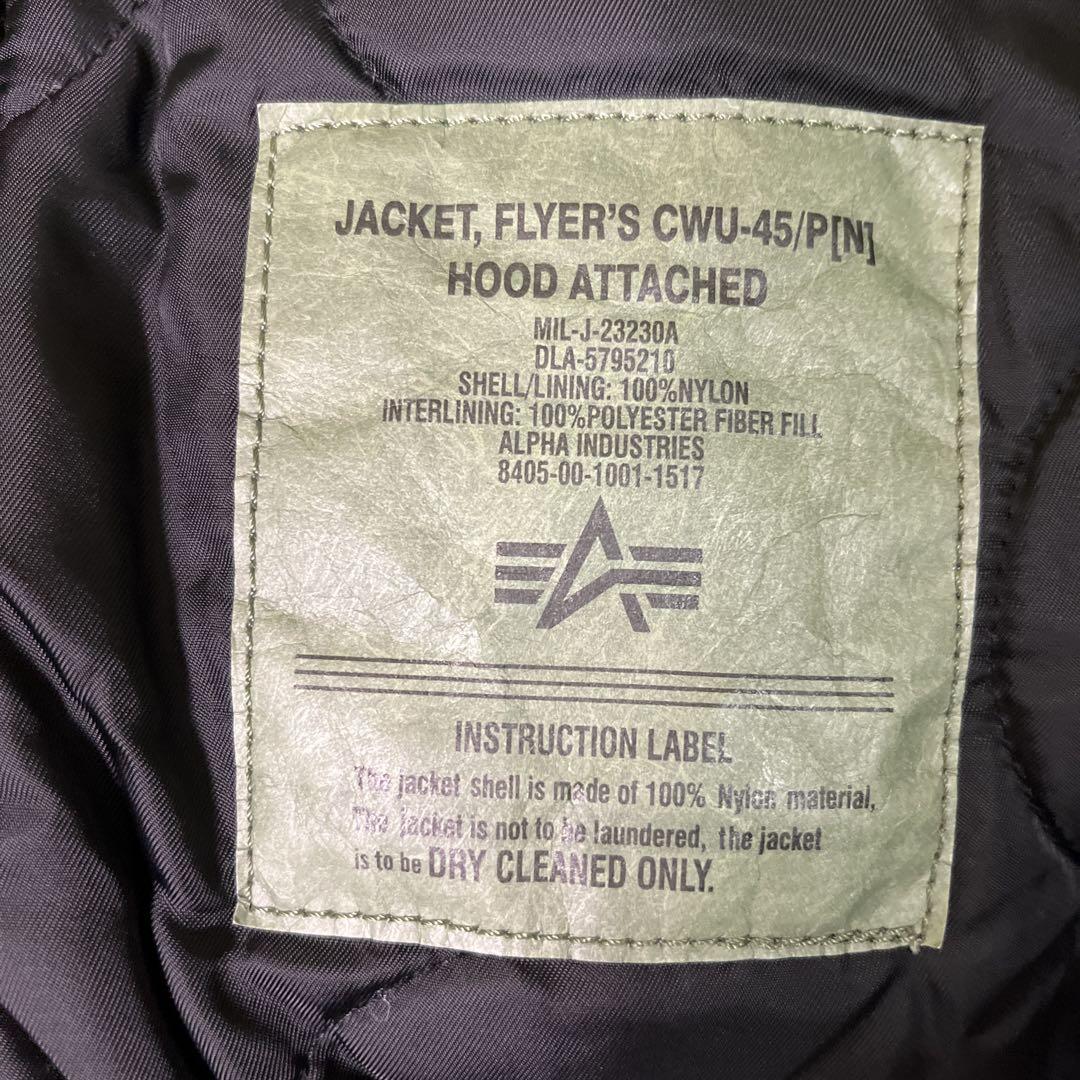 JACKET, FLYER'S CWU-45/P[N]
HOOD ATTACHED
MIL-J-23230A
DLA-5795210
SHELL/LINING: 100%NYLON
INTERLINING: 100%POLYESTER FIBER FILL
ALPHA INDUSTRIES
8405-00-1001-1517
INSTRUCTION LABEL
The jacket shell is made of 100% Nylon material,
The jacket is not to be laundered, the jacket
is to be DRY CLEANED ONLY.